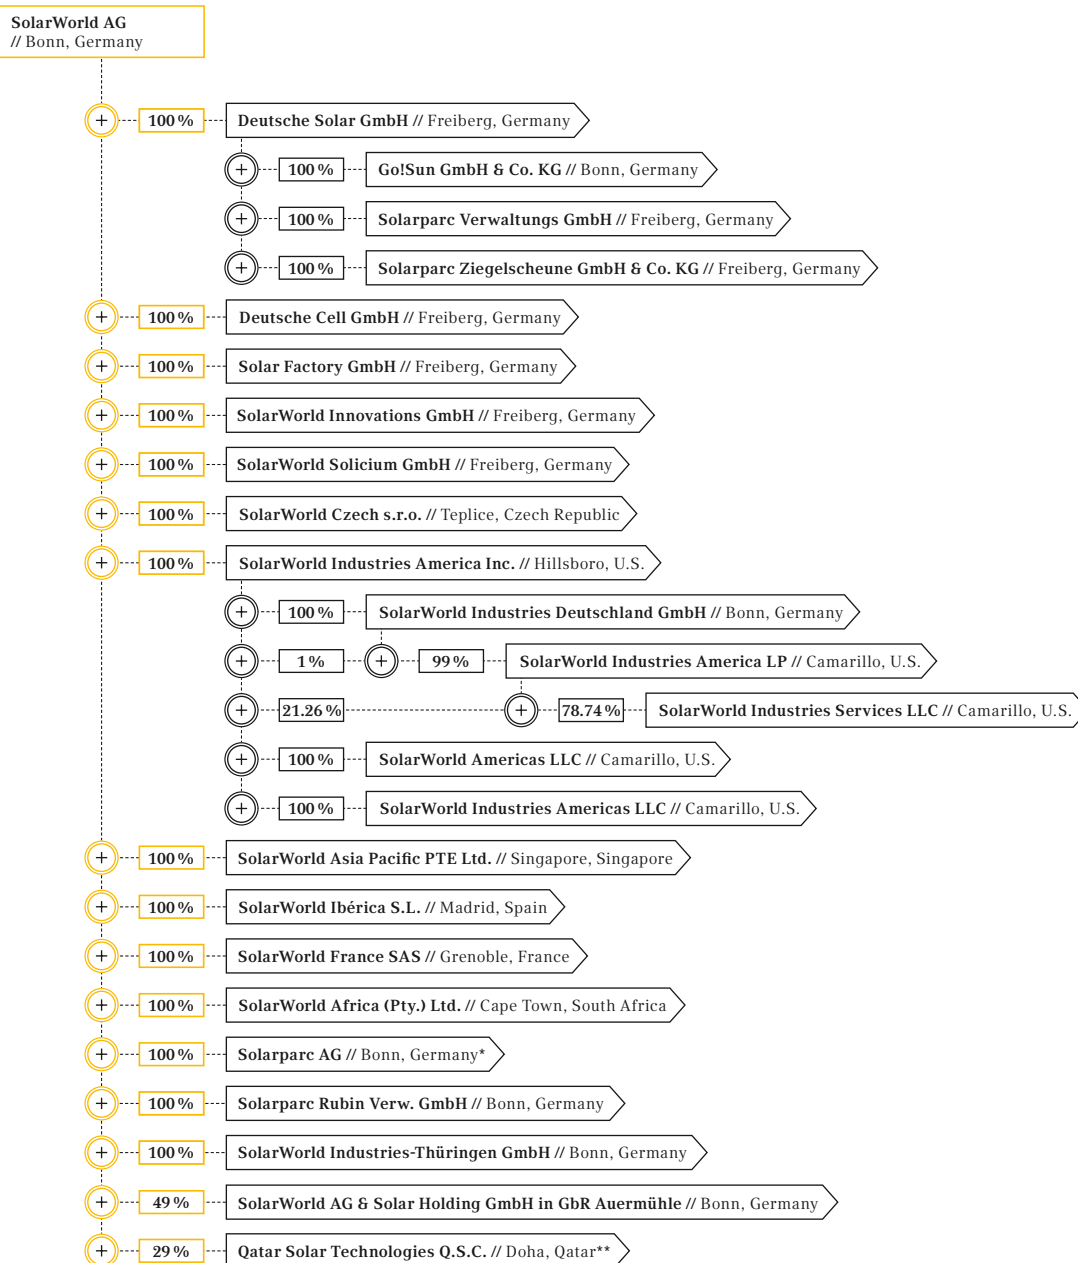 SolarWorld AG
// Bonn, Germany
+ 100 % Deutsche Solar GmbH // Freiberg, Germany
+ 100 % Go!Sun GmbH & Co. KG // Bonn, Germany
+ 100 % Solarparc Verwaltungs GmbH // Freiberg, Germany
+ 100 % Solarparc Ziegelscheune GmbH & Co. KG // Freiberg, Germany
+ 100 % Deutsche Cell GmbH // Freiberg, Germany
+ 100 % Solar Factory GmbH // Freiberg, Germany
+ 100 % SolarWorld Innovations GmbH // Freiberg, Germany
+ 100 % SolarWorld Solicium GmbH // Freiberg, Germany
+ 100 % SolarWorld Czech s.r.o. // Teplice, Czech Republic
+ 100 % SolarWorld Industries America Inc. // Hillsboro, U.S.
+ 100 % SolarWorld Industries Deutschland GmbH // Bonn, Germany
+ 1 % + 99 % SolarWorld Industries America LP // Camarillo, U.S.
+ 21.26 % + 78.74 % SolarWorld Industries Services LLC // Camarillo, U.S.
+ 100 % SolarWorld Americas LLC // Camarillo, U.S.
+ 100 % SolarWorld Industries Americas LLC // Camarillo, U.S.
+ 100 % SolarWorld Asia Pacific PTE Ltd. // Singapore, Singapore
+ 100 % SolarWorld Ibérica S.L. // Madrid, Spain
+ 100 % SolarWorld France SAS // Grenoble, France
+ 100 % SolarWorld Africa (Pty.) Ltd. // Cape Town, South Africa
+ 100 % Solarparc AG // Bonn, Germany*
+ 100 % Solarparc Rubin Verw. GmbH // Bonn, Germany
+ 100 % SolarWorld Industries-Thüringen GmbH // Bonn, Germany
+ 49 % SolarWorld AG & Solar Holding GmbH in GbR Auermühle // Bonn, Germany
+ 29 % Qatar Solar Technologies Q.S.C. // Doha, Qatar**